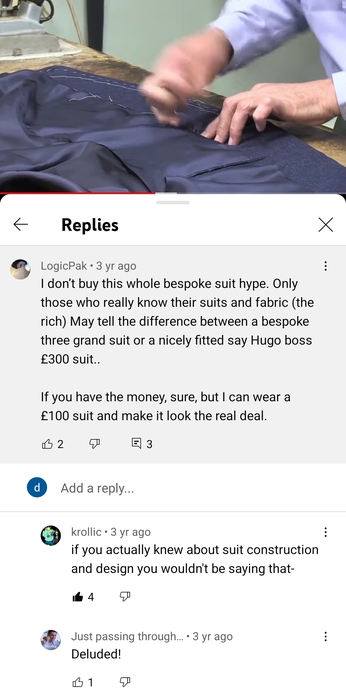 Replies
LogicPak • 3 yr ago
I don't buy this whole bespoke suit hype. Only
those who really know their suits and fabric (the
rich) May tell the difference between a bespoke
three grand suit or a nicely fitted say Hugo boss
£300 suit..
If you have the money, sure, but I can wear a
£100 suit and make it look the real deal.
2 3
d Add a reply...
krollic • 3 yr ago
if you actually knew about suit construction
and design you wouldn't be saying that-
4
Just passing through... • 3 yr ago
Deluded!
1